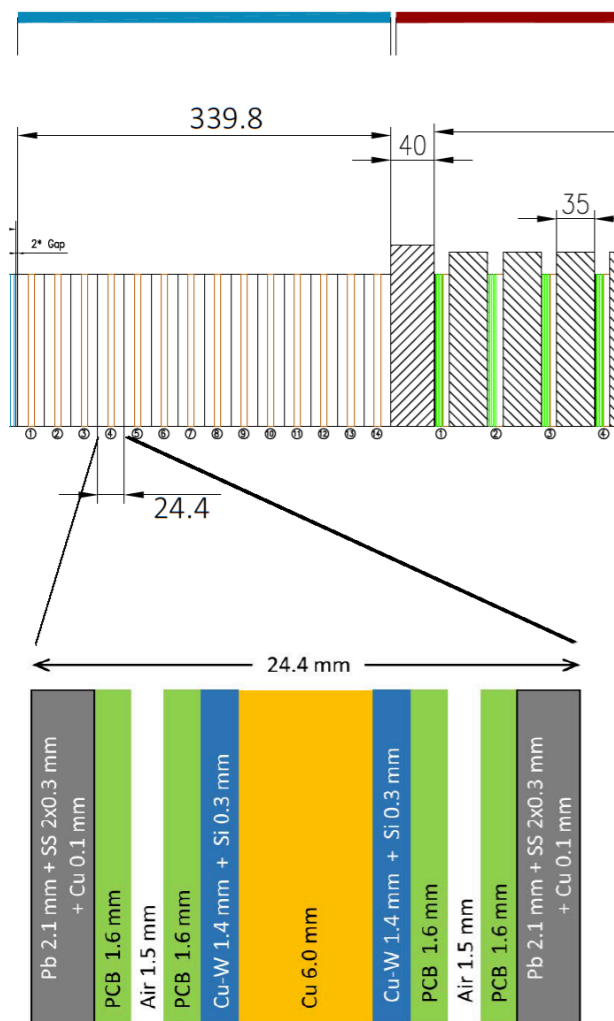 339.8
40
35
2* Gap
1 2 3 4 5 6 7 8 9 10 11 12 13 14 1 2 3 4
24.4
24.4 mm
Pb 2.1 mm + SS 2x0.3 mm
+ Cu 0.1 mm
PCB 1.6 mm
Air 1.5 mm
PCB 1.6 mm
Cu-W 1.4 mm + Si 0.3 mm
Cu 6.0 mm
Cu-W 1.4 mm + Si 0.3 mm
PCB 1.6 mm
Air 1.5 mm
PCB 1.6 mm
Pb 2.1 mm + SS 2x0.3 mm
+ Cu 0.1 mm